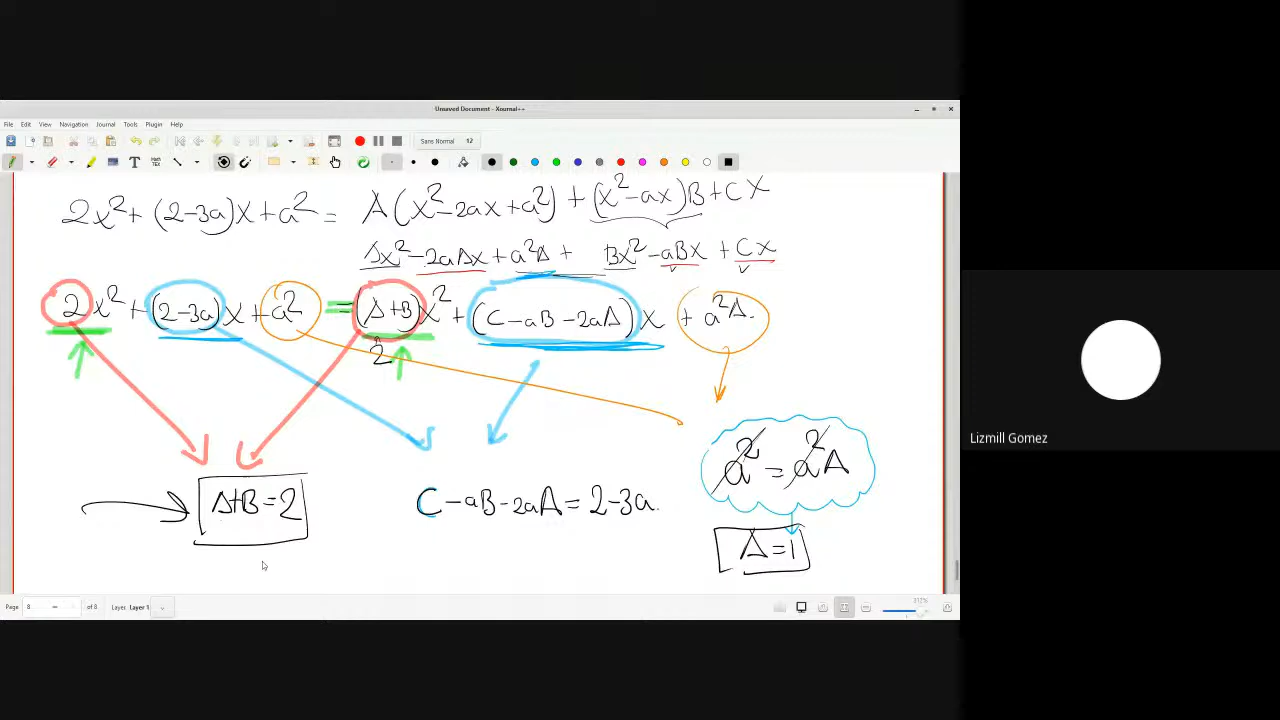 Unsaved Document - Xournal++
File Edit View Navigation Journal Tools Plugin Help
Sans Normal 12
2x² + (2-3a)x + a² = A(x²-2ax+a²) + (x²-ax)B + Cx
Ax² - 2aAx + a²A + Bx² - aBx + Cx
2x² + (2-3a)x + a² = (A+B)x² + (C-aB-2aA)x + a²A.
2
a² = a²A
A+B=2
C-aB-2aA = 2-3a.
A=1
Lizmill Gomez
Page 8 of 8 Layers Layer 1 312%